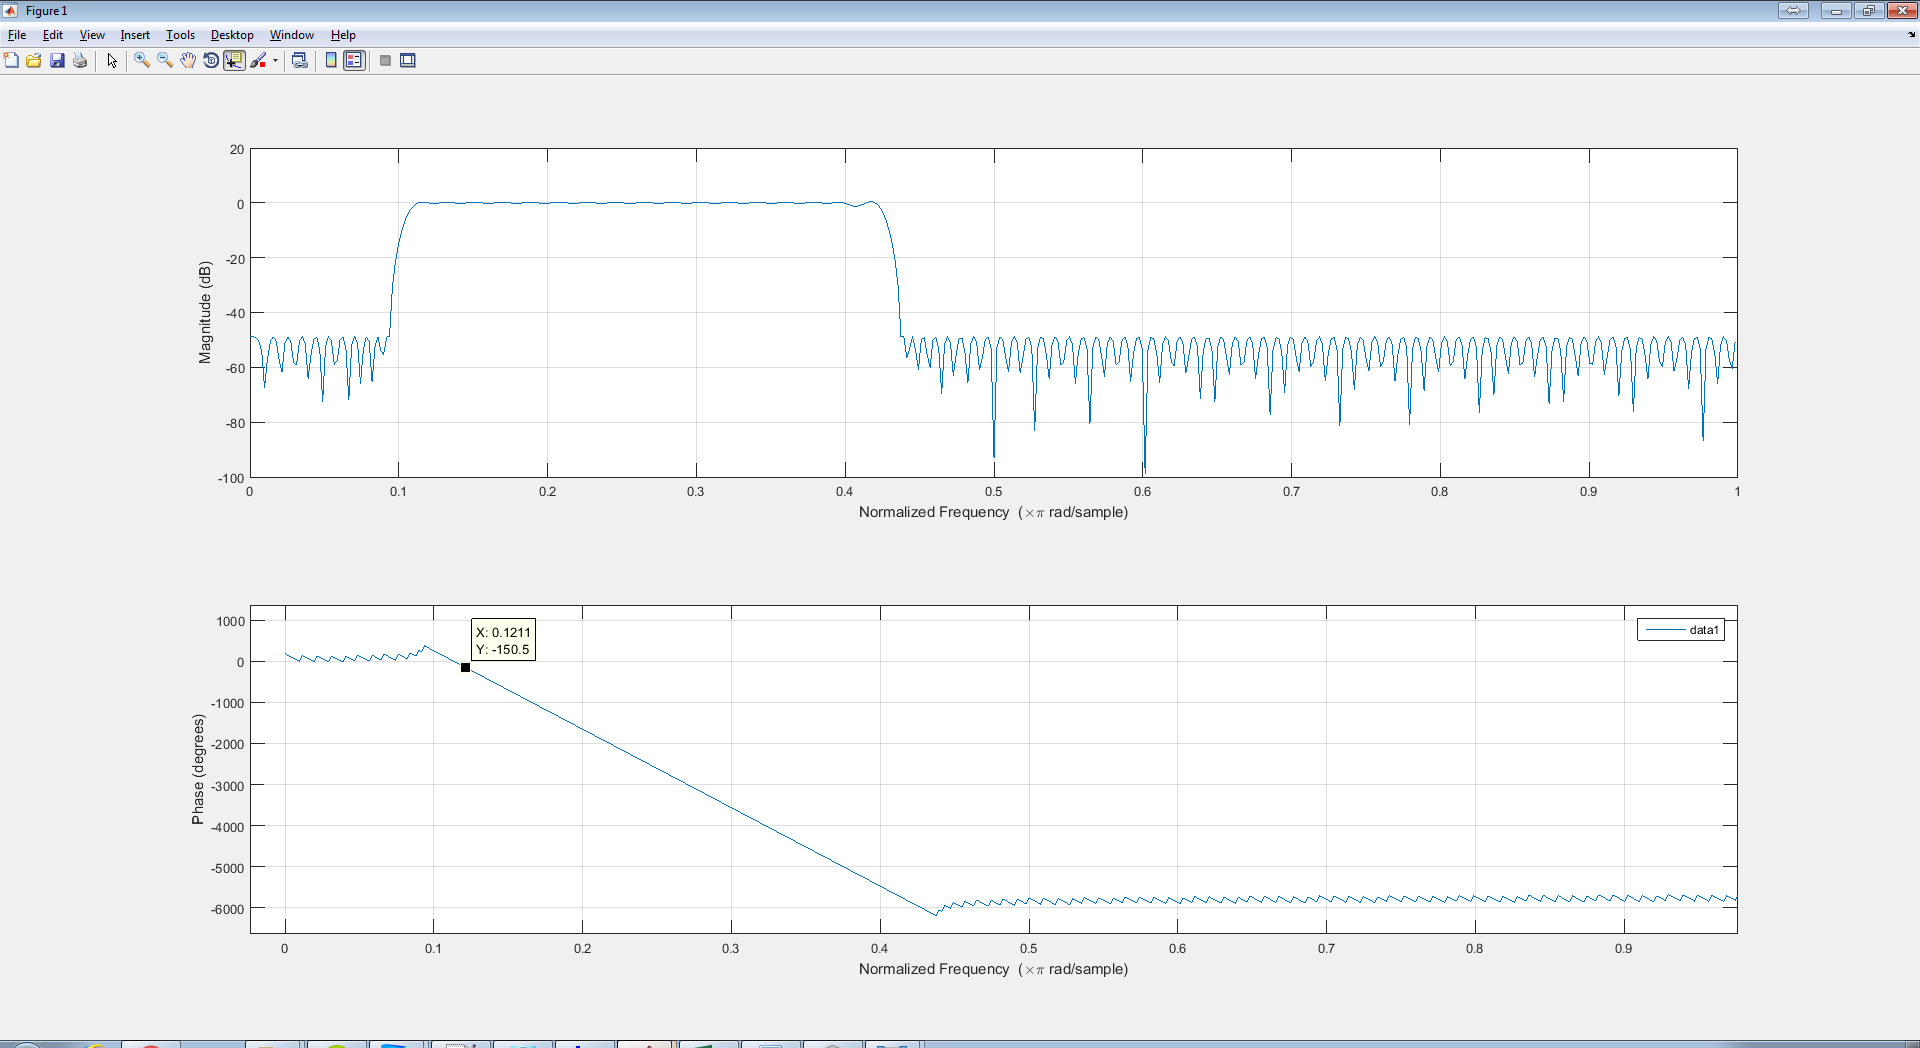 Figure 1
File Edit View Insert Tools Desktop Window Help
20
0
-20
-40
-60
-80
-100
Magnitude (dB)
0 0.1 0.2 0.3 0.4 0.5 0.6 0.7 0.8 0.9 1
Normalized Frequency (×π rad/sample)
1000
0
-1000
-2000
-3000
-4000
-5000
-6000
Phase (degrees)
X: 0.1211
Y: -150.5
data1
0 0.1 0.2 0.3 0.4 0.5 0.6 0.7 0.8 0.9
Normalized Frequency (×π rad/sample)